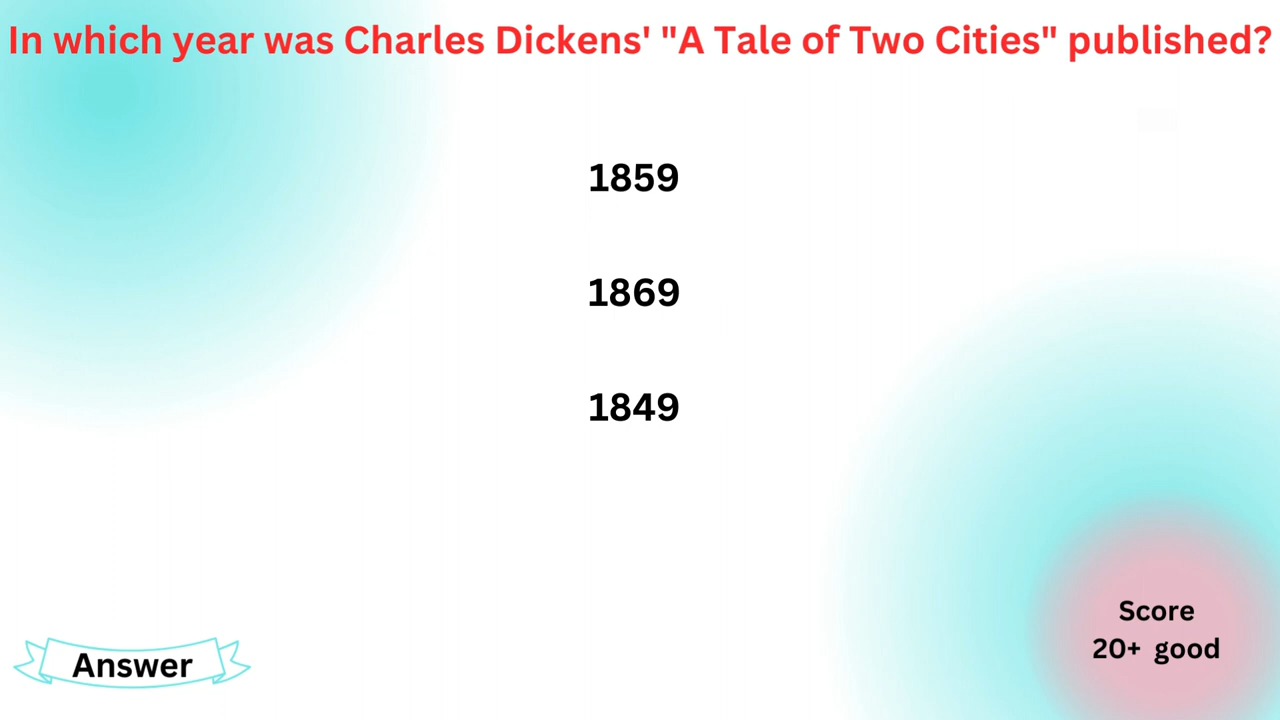 In which year was Charles Dickens' "A Tale of Two Cities" published?
1859
1869
1849
Answer
Score
20+ good